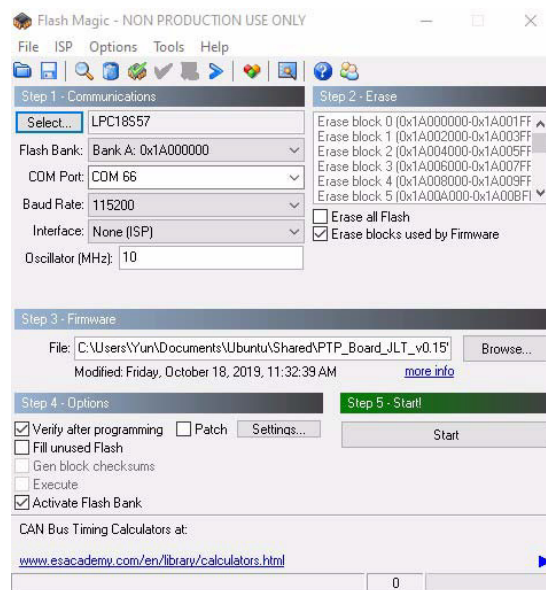 Flash Magic - NON PRODUCTION USE ONLY
File ISP Options Tools Help
Step 1 - Communications
Select... LPC18S57
Flash Bank: Bank A: 0x1A000000
COM Port: COM 66
Baud Rate: 115200
Interface: None (ISP)
Oscillator (MHz): 10
Step 2 - Erase
Erase block 0 (0x1A000000-0x1A001FF
Erase block 1 (0x1A002000-0x1A003FF
Erase block 2 (0x1A004000-0x1A005FF
Erase block 3 (0x1A006000-0x1A007FF
Erase block 4 (0x1A008000-0x1A009FF
Erase block 5 (0x1A00A000-0x1A00BFI
Erase all Flash
Erase blocks used by Firmware
Step 3 - Firmware
File: C:\Users\Yun\Documents\Ubuntu\Shared\PTP_Board_JLT_v0.15' Browse...
Modified: Friday, October 18, 2019, 11:32:39 AM more info
Step 4 - Options
Verify after programming Patch Settings...
Fill unused Flash
Gen block checksums
Execute
Activate Flash Bank
Step 5 - Start!
Start
CAN Bus Timing Calculators at:
www.esacademy.com/en/library/calculators.html
0